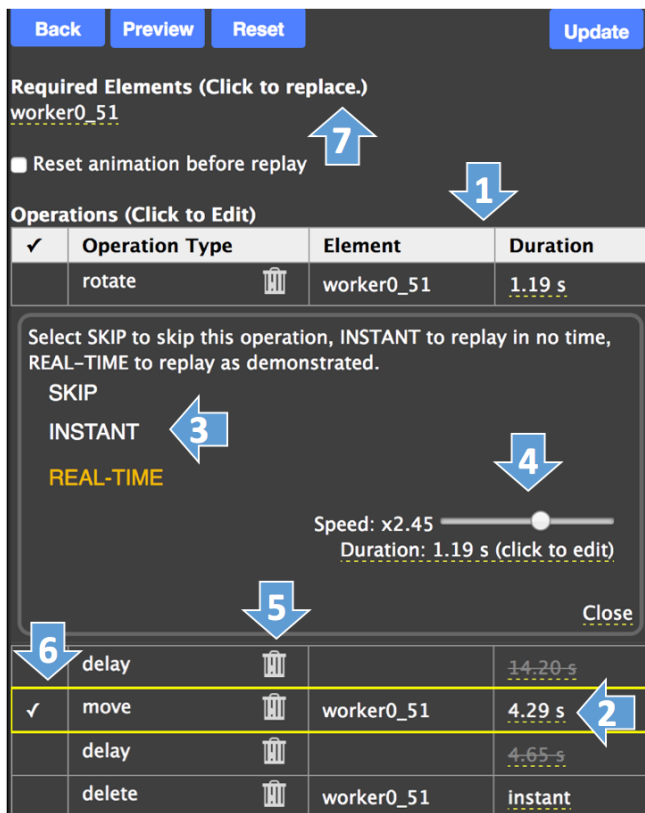 Back Preview Reset Update
Required Elements (Click to replace.)
worker0_51
7
Reset animation before replay
1
Operations (Click to Edit)
✓ Operation Type Element Duration
rotate worker0_51 1.19 s
Select SKIP to skip this operation, INSTANT to replay in no time,
REAL-TIME to replay as demonstrated.
SKIP
INSTANT 3
4
REAL-TIME
Speed: x2.45
Duration: 1.19 s (click to edit)
5
Close
6
delay 14.20 s
✓ move worker0_51 4.29 s 2
delay 4.65 s
delete worker0_51 instant